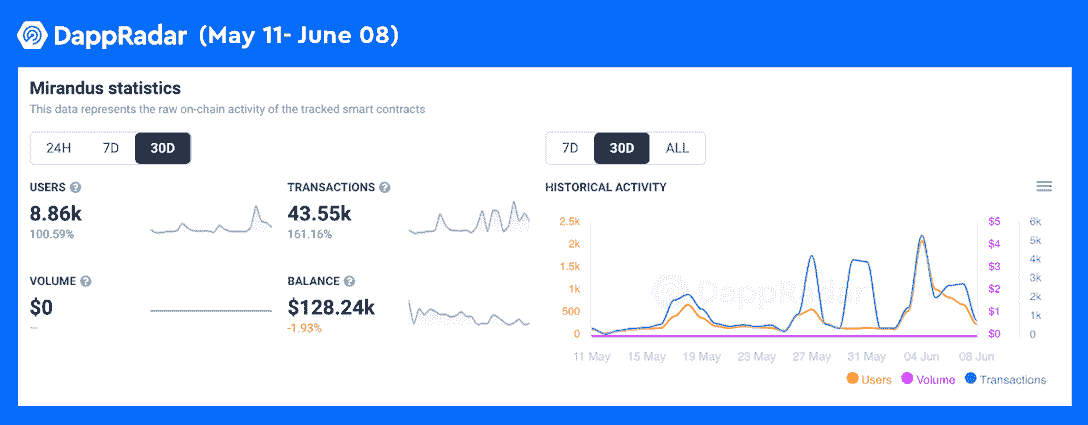 DappRadar (May 11- June 08)
Mirandus statistics
This data represents the raw on-chain activity of the tracked smart contracts
24H 7D 30D
7D 30D ALL
USERS ?
8.86k
100.59%
TRANSACTIONS ?
43.55k
161.16%
VOLUME ?
$0
—
BALANCE ?
$128.24k
-1.93%
HISTORICAL ACTIVITY
2.5k
2k
1.5k
1k
500
0
$5
$4
$3
$2
$1
$0
6k
5k
4k
3k
2k
1k
0
DappRadar
11 May 15 May 19 May 23 May 27 May 31 May 04 Jun 08 Jun
Users Volume Transactions